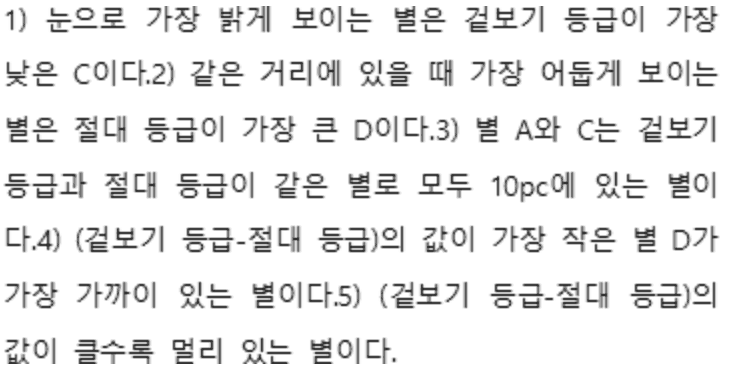 1) 눈으로 가장 밝게 보이는 별은 겉보기 등급이 가장
낮은 C이다.2) 같은 거리에 있을 때 가장 어둡게 보이는
별은 절대 등급이 가장 큰 D이다.3) 별 A와 C는 겉보기
등급과 절대 등급이 같은 별로 모두 10pc에 있는 별이
다.4) (겉보기 등급-절대 등급)의 값이 가장 작은 별 D가
가장 가까이 있는 별이다.5) (겉보기 등급-절대 등급)의
값이 클수록 멀리 있는 별이다.